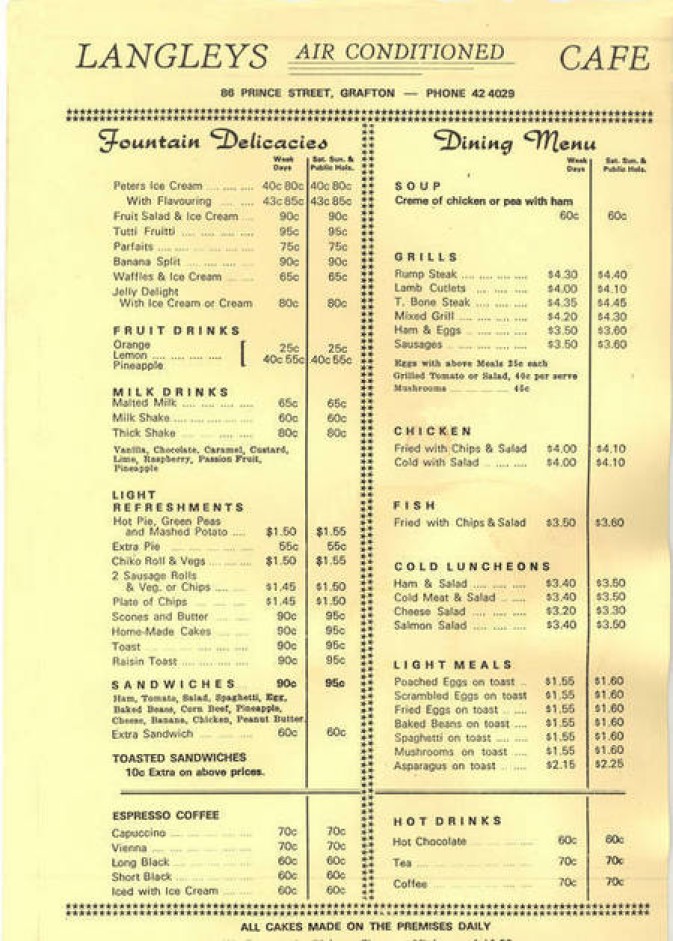 LANGLEYS AIR CONDITIONED CAFE
86 PRINCE STREET, GRAFTON — PHONE 42 4029
Fountain Delicacies
Week Days Sat. Sun. & Public Hols.
Peters Ice Cream 40c 80c 40c 80c
With Flavouring 43c 85c 43c 85c
Fruit Salad & Ice Cream 90c 90c
Tutti Fruitti 95c 95c
Parfaits 75c 75c
Banana Split 90c 90c
Waffles & Ice Cream 65c 65c
Jelly Delight
With Ice Cream or Cream 80c 80c
FRUIT DRINKS
Orange 25c 25c
Lemon 40c 55c 40c 55c
Pineapple
MILK DRINKS
Malted Milk 65c 65c
Milk Shake 60c 60c
Thick Shake 80c 80c
Vanilla, Chocolate, Caramel, Custard,
Lime, Raspberry, Passion Fruit,
Pineapple
LIGHT
REFRESHMENTS
Hot Pie, Green Peas
and Mashed Potato $1.50 $1.55
Extra Pie 55c 55c
Chiko Roll & Vegs $1.50 $1.55
2 Sausage Rolls
& Veg. or Chips $1.45 $1.50
Plate of Chips $1.45 $1.50
Scones and Butter 90c 95c
Home-Made Cakes 90c 95c
Toast 90c 95c
Raisin Toast 90c 95c
SANDWICHES 90c 95c
Ham, Tomato, Salad, Spaghetti, Egg,
Baked Beans, Corn Beef, Pineapple,
Cheese, Banana, Chicken, Peanut Butter.
Extra Sandwich 60c 60c
TOASTED SANDWICHES
10c Extra on above prices.
ESPRESSO COFFEE
Capuccino 70c 70c
Vienna 70c 70c
Long Black 60c 60c
Short Black 60c 60c
Iced with Ice Cream 60c 60c
Dining Menu
Week Days Sat. Sun. & Public Hols.
SOUP
Creme of chicken or pea with ham
60c 60c
GRILLS
Rump Steak $4.30 $4.40
Lamb Cutlets $4.00 $4.10
T. Bone Steak $4.35 $4.45
Mixed Grill $4.20 $4.30
Ham & Eggs $3.50 $3.60
Sausages $3.50 $3.60
Eggs with above Meals 25c each
Grilled Tomato or Salad, 40c per serve
Mushrooms 45c
CHICKEN
Fried with Chips & Salad $4.00 $4.10
Cold with Salad $4.00 $4.10
FISH
Fried with Chips & Salad $3.50 $3.60
COLD LUNCHEONS
Ham & Salad $3.40 $3.50
Cold Meat & Salad $3.40 $3.50
Cheese Salad $3.20 $3.30
Salmon Salad $3.40 $3.50
LIGHT MEALS
Poached Eggs on toast $1.55 $1.60
Scrambled Eggs on toast $1.55 $1.60
Fried Eggs on toast $1.55 $1.60
Baked Beans on toast $1.55 $1.60
Spaghetti on toast $1.55 $1.60
Mushrooms on toast $1.55 $1.60
Asparagus on toast $2.15 $2.25
HOT DRINKS
Hot Chocolate 60c 60c
Tea 70c 70c
Coffee 70c 70c
ALL CAKES MADE ON THE PREMISES DAILY